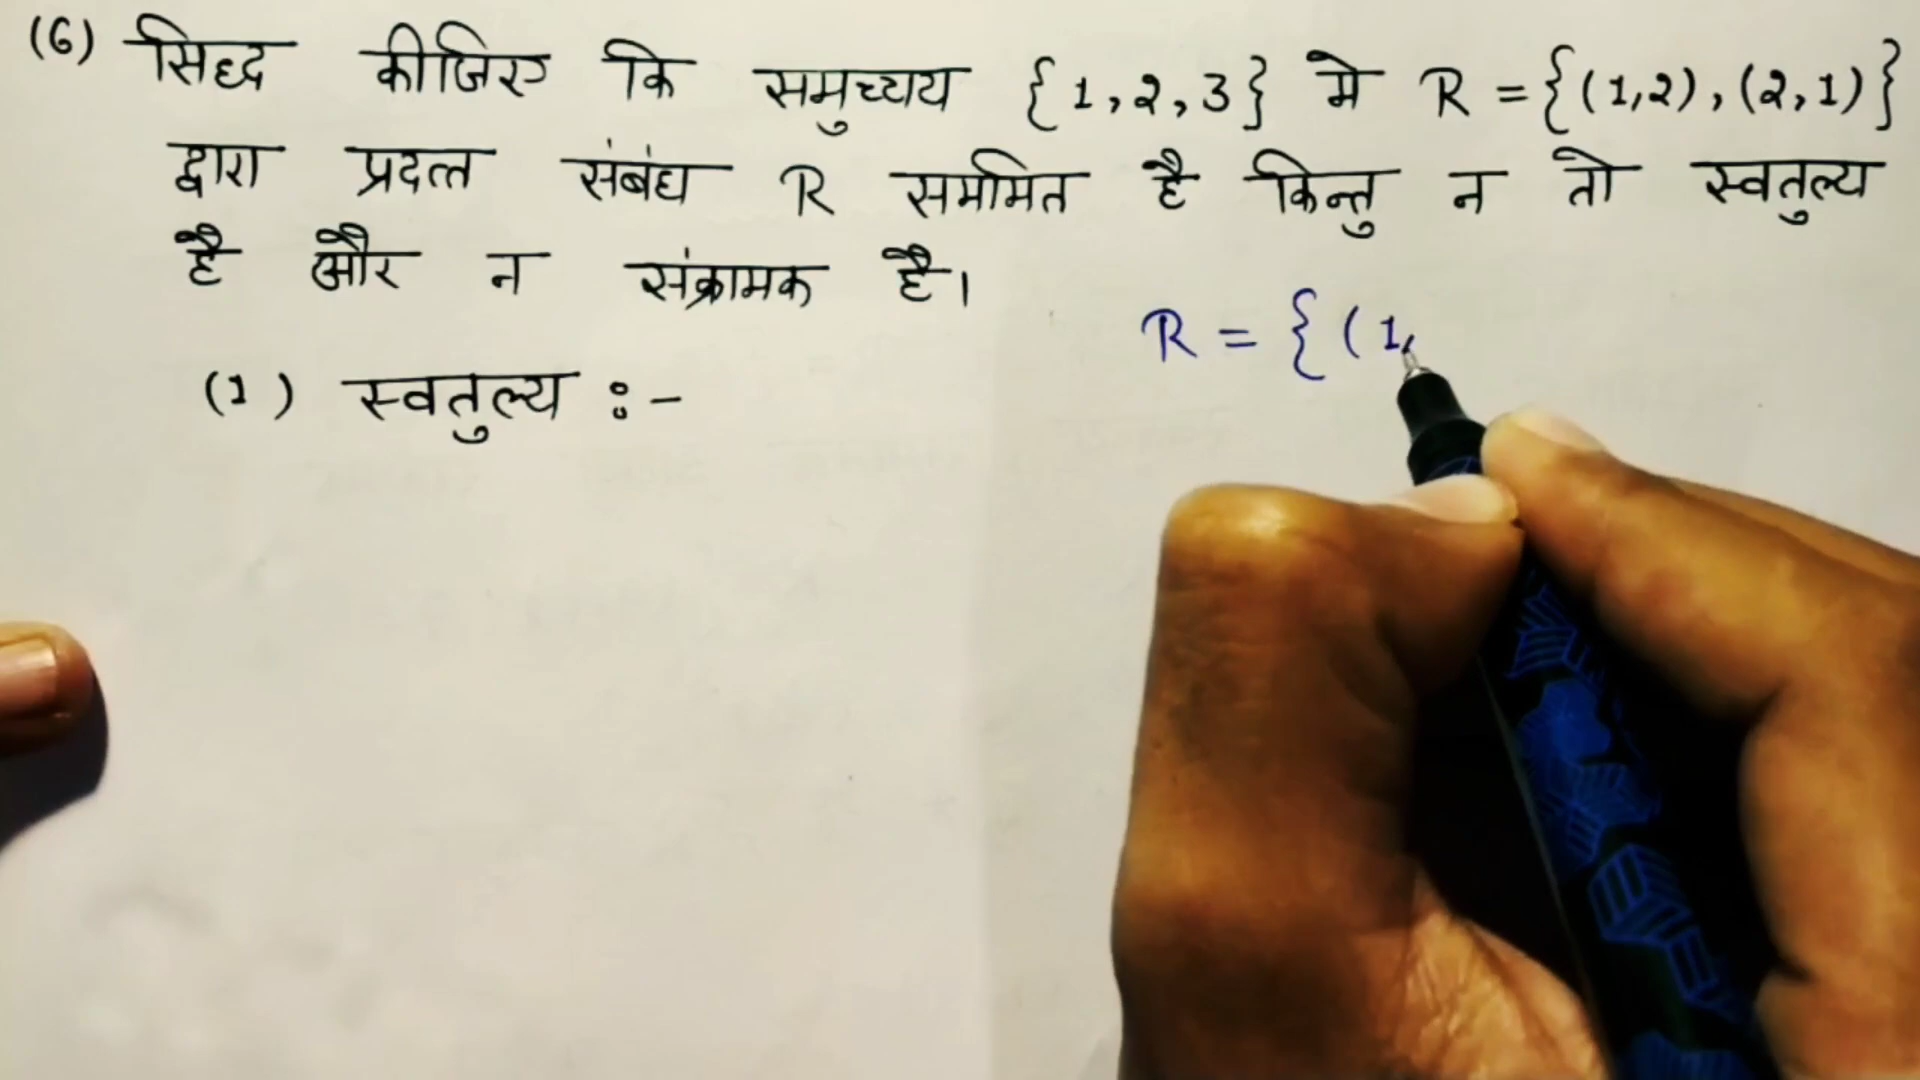 (6) सिद्ध कीजिए कि समुच्चय {1,2,3} मे R = {(1,2),(2,1)}
द्वारा प्रदत्त संबंध R सममित है किन्तु न तो स्वतुल्य
है और न संक्रामक है।
R = { (1,
(1) स्वतुल्य :-